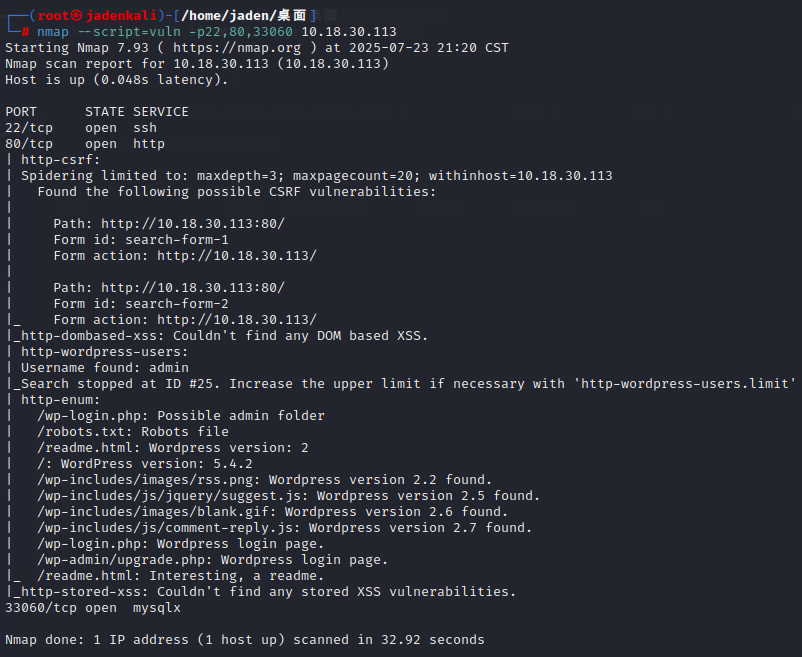 ┌──(root㉿jadenkali)-[/home/jaden/桌面]
└─# nmap --script=vuln -p22,80,33060 10.18.30.113
Starting Nmap 7.93 ( https://nmap.org ) at 2025-07-23 21:20 CST
Nmap scan report for 10.18.30.113 (10.18.30.113)
Host is up (0.048s latency).

PORT      STATE SERVICE
22/tcp    open  ssh
80/tcp    open  http
| http-csrf:
| Spidering limited to: maxdepth=3; maxpagecount=20; withinhost=10.18.30.113
|   Found the following possible CSRF vulnerabilities:
|
|     Path: http://10.18.30.113:80/
|     Form id: search-form-1
|     Form action: http://10.18.30.113/
|
|     Path: http://10.18.30.113:80/
|     Form id: search-form-2
|_    Form action: http://10.18.30.113/
|_http-dombased-xss: Couldn't find any DOM based XSS.
| http-wordpress-users:
| Username found: admin
|_Search stopped at ID #25. Increase the upper limit if necessary with 'http-wordpress-users.limit'
| http-enum:
|   /wp-login.php: Possible admin folder
|   /robots.txt: Robots file
|   /readme.html: Wordpress version: 2
|   /: WordPress version: 5.4.2
|   /wp-includes/images/rss.png: Wordpress version 2.2 found.
|   /wp-includes/js/jquery/suggest.js: Wordpress version 2.5 found.
|   /wp-includes/images/blank.gif: Wordpress version 2.6 found.
|   /wp-includes/js/comment-reply.js: Wordpress version 2.7 found.
|   /wp-login.php: Wordpress login page.
|   /wp-admin/upgrade.php: Wordpress login page.
|_  /readme.html: Interesting, a readme.
|_http-stored-xss: Couldn't find any stored XSS vulnerabilities.
33060/tcp open  mysqlx

Nmap done: 1 IP address (1 host up) scanned in 32.92 seconds